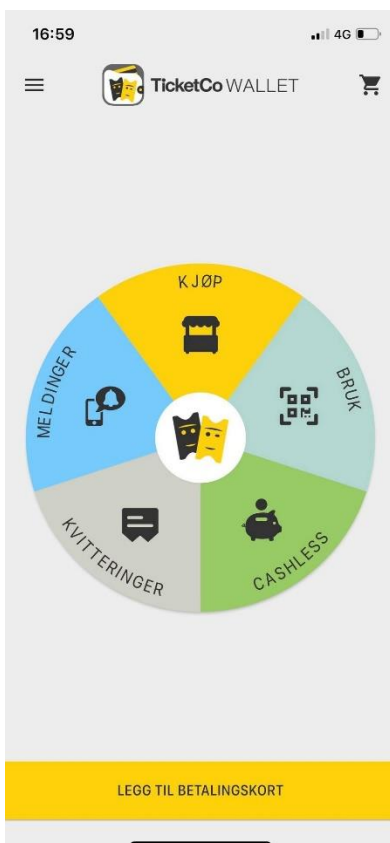 16:59
4G
TicketCo WALLET
KJØP
BRUK
MELDINGER
KVITTERINGER
CASHLESS
LEGG TIL BETALINGSKORT